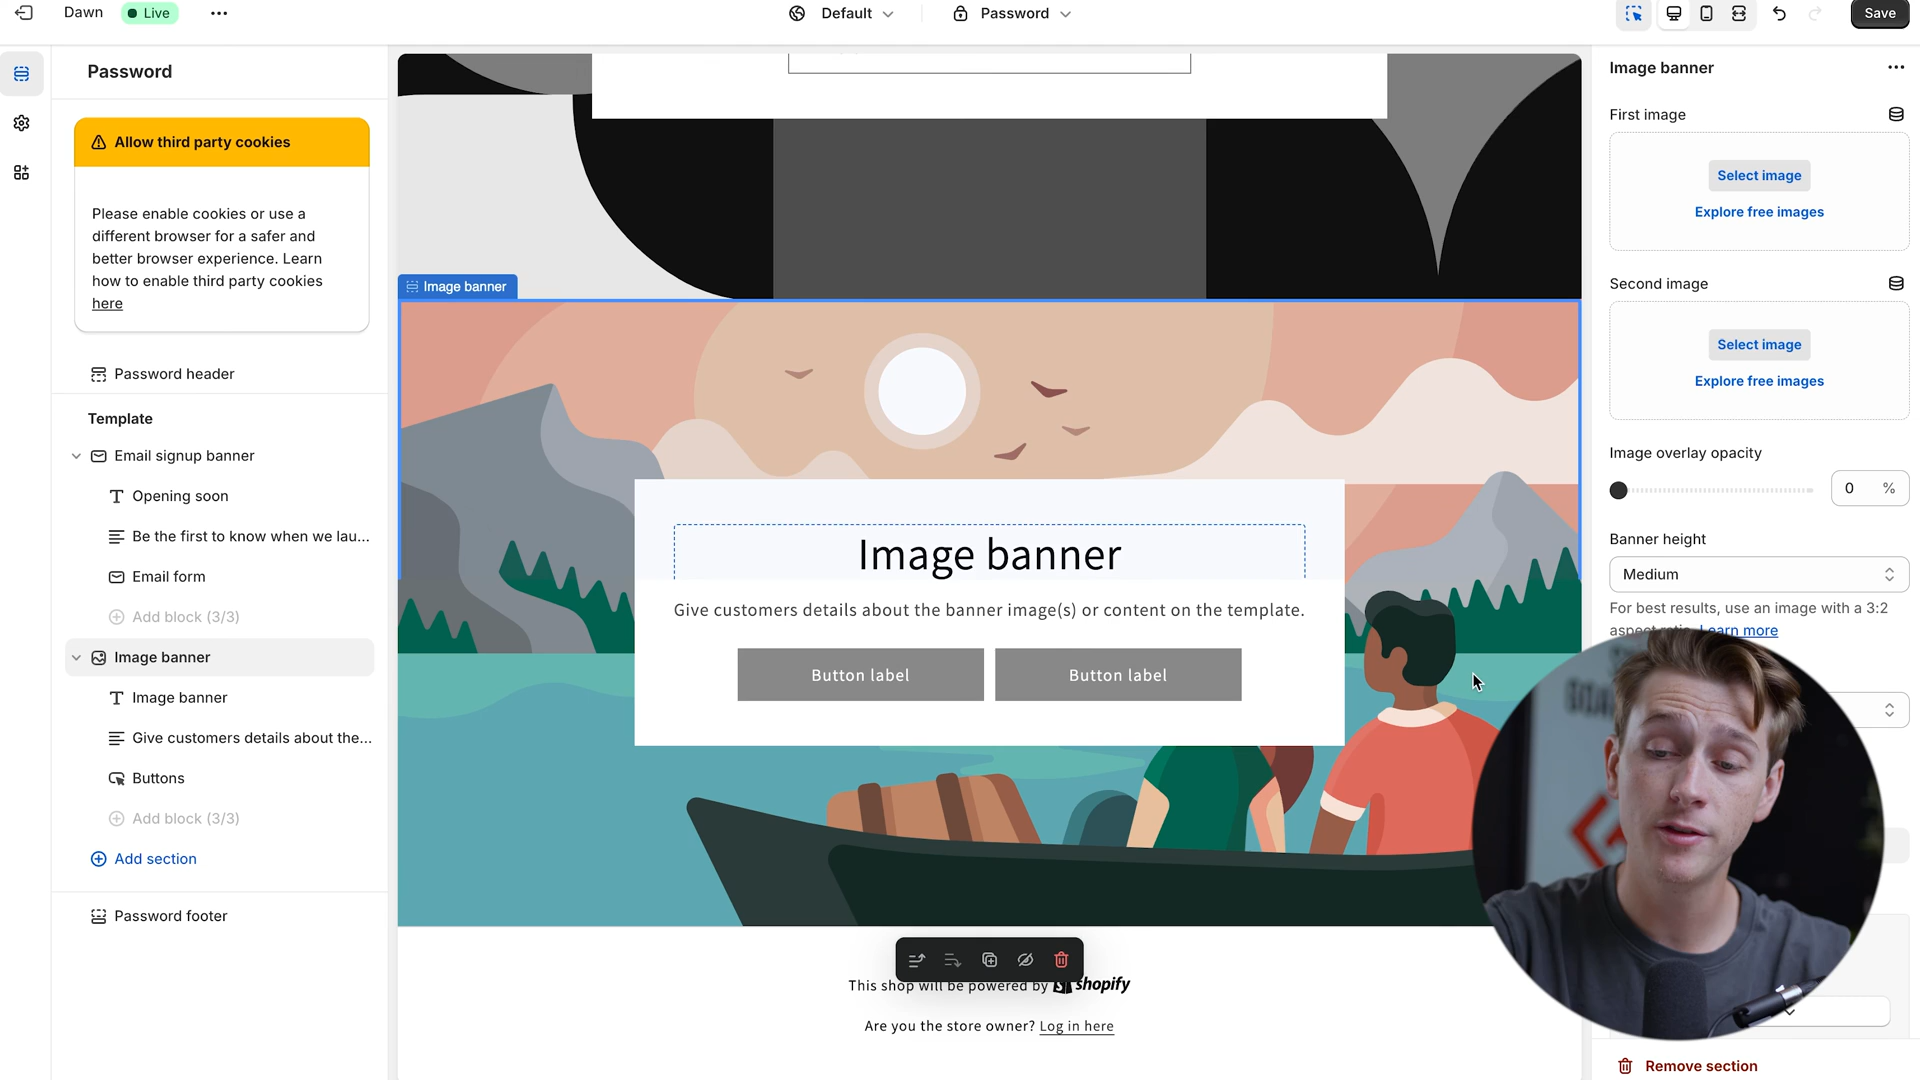 Dawn
Live
Default
Password
Save
Password
Allow third party cookies
Please enable cookies or use a
different browser for a safer and
better browser experience. Learn
how to enable third party cookies
here
Password header
Template
Email signup banner
Opening soon
Be the first to know when we lau...
Email form
Add block (3/3)
Image banner
Image banner
Give customers details about the...
Buttons
Add block (3/3)
Add section
Password footer
Image banner
Image banner
Give customers details about the banner image(s) or content on the template.
Button label
Button label
This shop will be powered by shopify
Are you the store owner? Log in here
Image banner
First image
Select image
Explore free images
Second image
Select image
Explore free images
Image overlay opacity
0 %
Banner height
Medium
For best results, use an image with a 3:2
aspect ratio. Learn more
Remove section